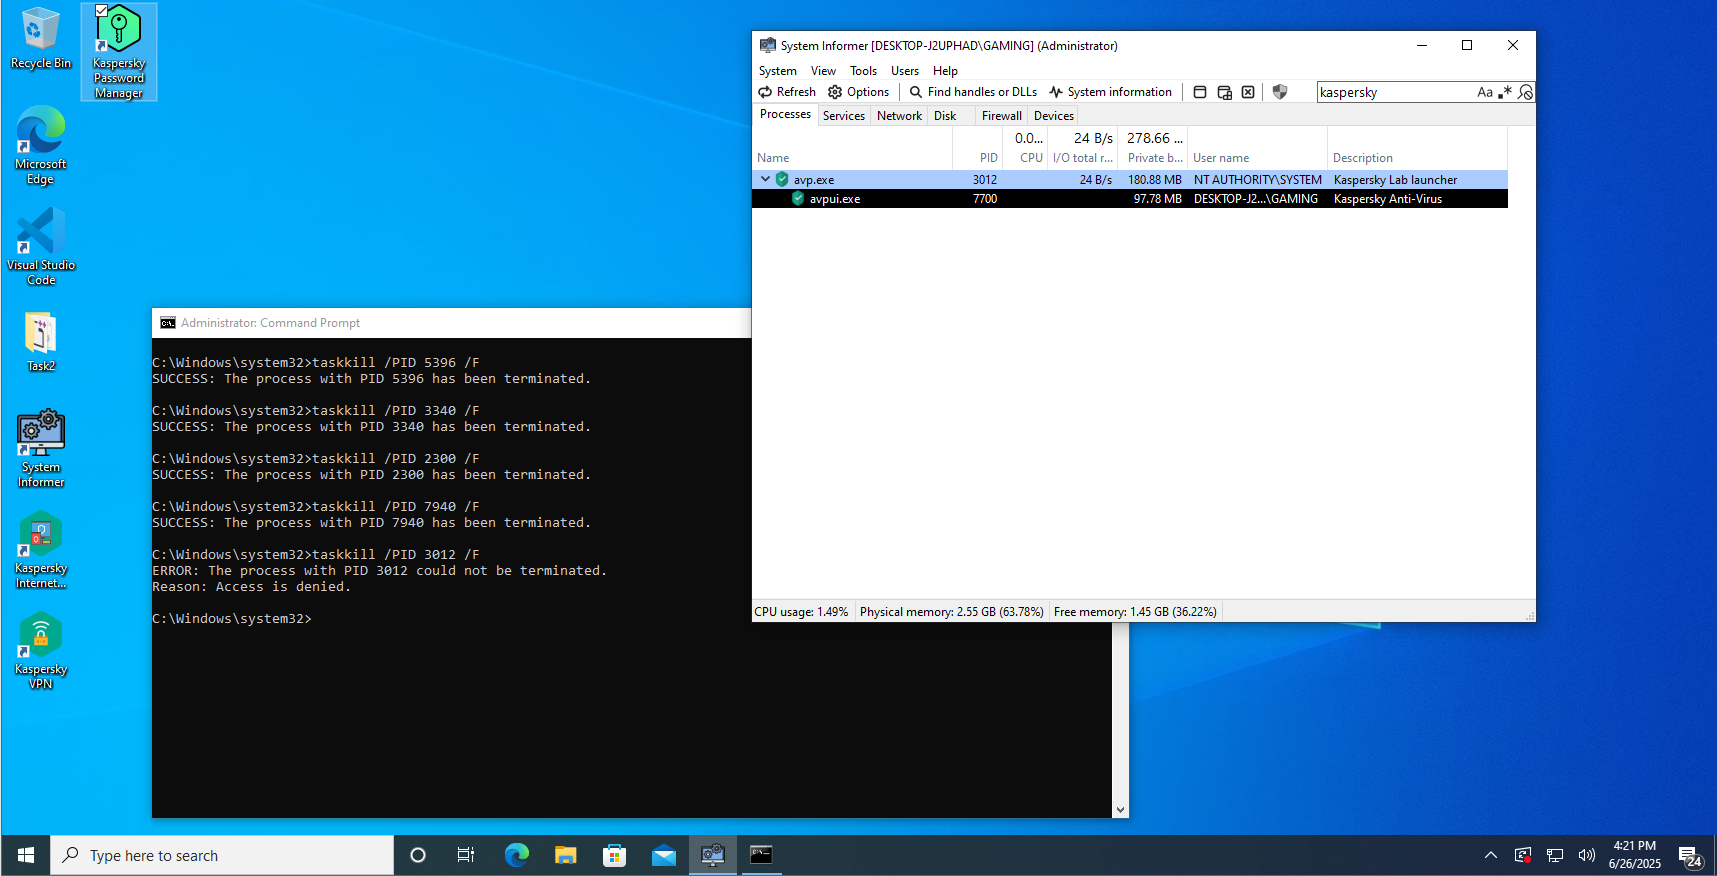 Recycle Bin
Kaspersky
Password
Manager
Microsoft
Edge
Visual Studio
Code
Task2
System
Informer
Kaspersky
Internet...
Kaspersky
VPN
Administrator: Command Prompt
C:\Windows\system32>taskkill /PID 5396 /F
SUCCESS: The process with PID 5396 has been terminated.
C:\Windows\system32>taskkill /PID 3340 /F
SUCCESS: The process with PID 3340 has been terminated.
C:\Windows\system32>taskkill /PID 2300 /F
SUCCESS: The process with PID 2300 has been terminated.
C:\Windows\system32>taskkill /PID 7940 /F
SUCCESS: The process with PID 7940 has been terminated.
C:\Windows\system32>taskkill /PID 3012 /F
ERROR: The process with PID 3012 could not be terminated.
Reason: Access is denied.
C:\Windows\system32>
System Informer [DESKTOP-J2UPHAD\GAMING] (Administrator)
System View Tools Users Help
Refresh Options Find handles or DLLs System information kaspersky Aa .*
Processes Services Network Disk Firewall Devices
0.0... 24 B/s 278.66 ...
Name PID CPU I/O total r... Private b... User name Description
avp.exe 3012 24 B/s 180.88 MB NT AUTHORITY\SYSTEM Kaspersky Lab launcher
avpui.exe 7700 97.78 MB DESKTOP-J2...\GAMING Kaspersky Anti-Virus
CPU usage: 1.49% Physical memory: 2.55 GB (63.78%) Free memory: 1.45 GB (36.22%)
Type here to search
4:21 PM
6/26/2025
24